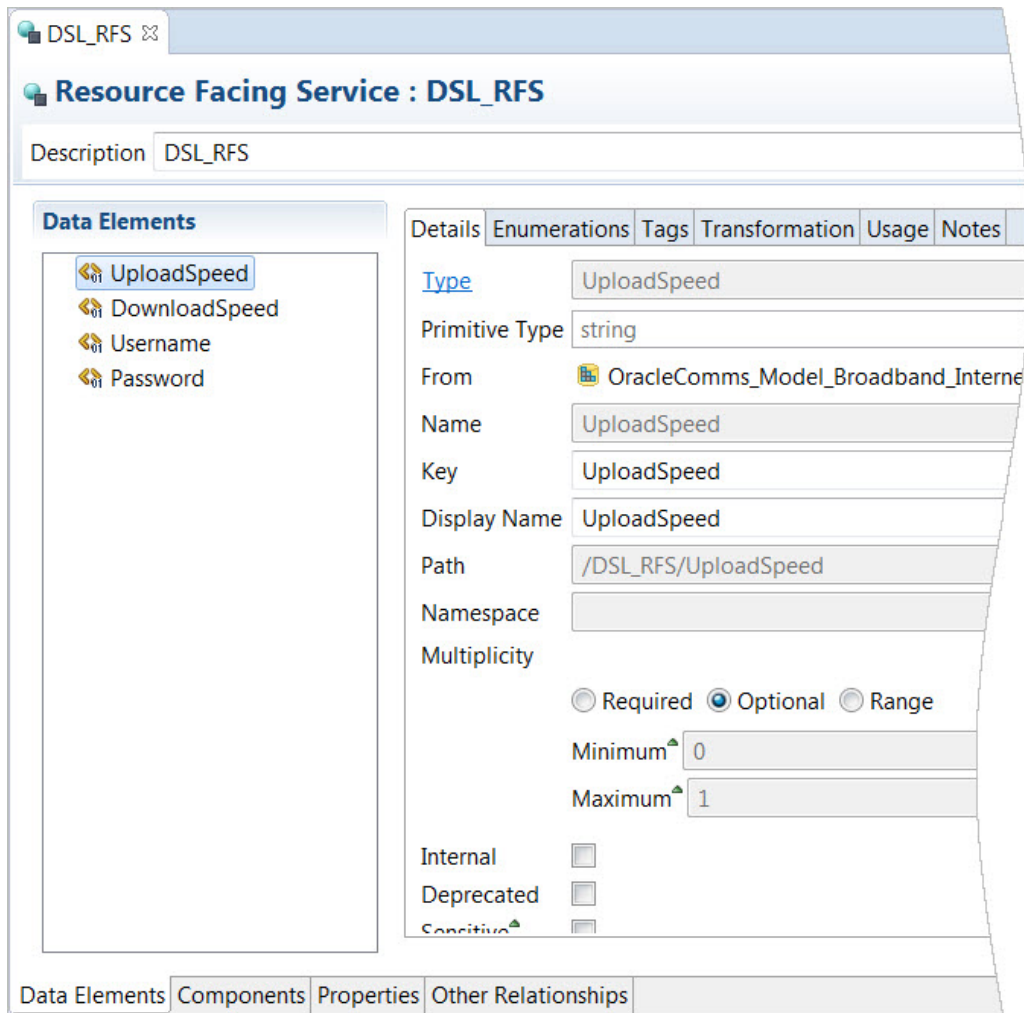 DSL_RFS
Resource Facing Service : DSL_RFS
Description DSL_RFS
Data Elements
UploadSpeed
DownloadSpeed
Username
Password
Details Enumerations Tags Transformation Usage Notes
Type UploadSpeed
Primitive Type string
From OracleComms_Model_Broadband_Interne
Name UploadSpeed
Key UploadSpeed
Display Name UploadSpeed
Path /DSL_RFS/UploadSpeed
Namespace
Multiplicity
Required Optional Range
Minimum 0
Maximum 1
Internal
Deprecated
Sensitive
Data Elements Components Properties Other Relationships